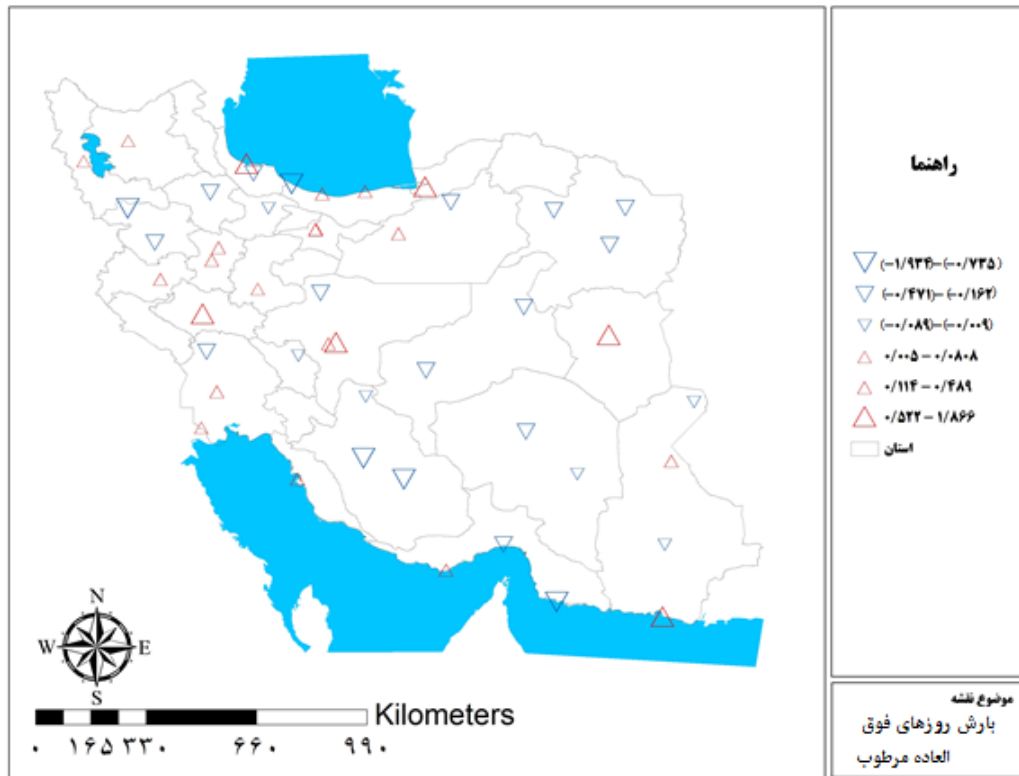 راهنما
(-۱/۹۳۴)-(-۰/۷۳۵)
(-۰/۴۷۱)-(-۰/۱۶۲)
(-۰/۰۸۹)-(-۰/۰۰۹)
۰/۰۰۵ - ۰/۰۸۰۸
۰/۱۱۴ - ۰/۴۸۹
۰/۵۲۲ - ۱/۸۶۶
استان
N
W E
S
Kilometers
۰ ۱۶۵ ۳۳۰ ۶۶۰ ۹۹۰
موضوع نقشه
بارش روزهای فوق
العاده مرطوب